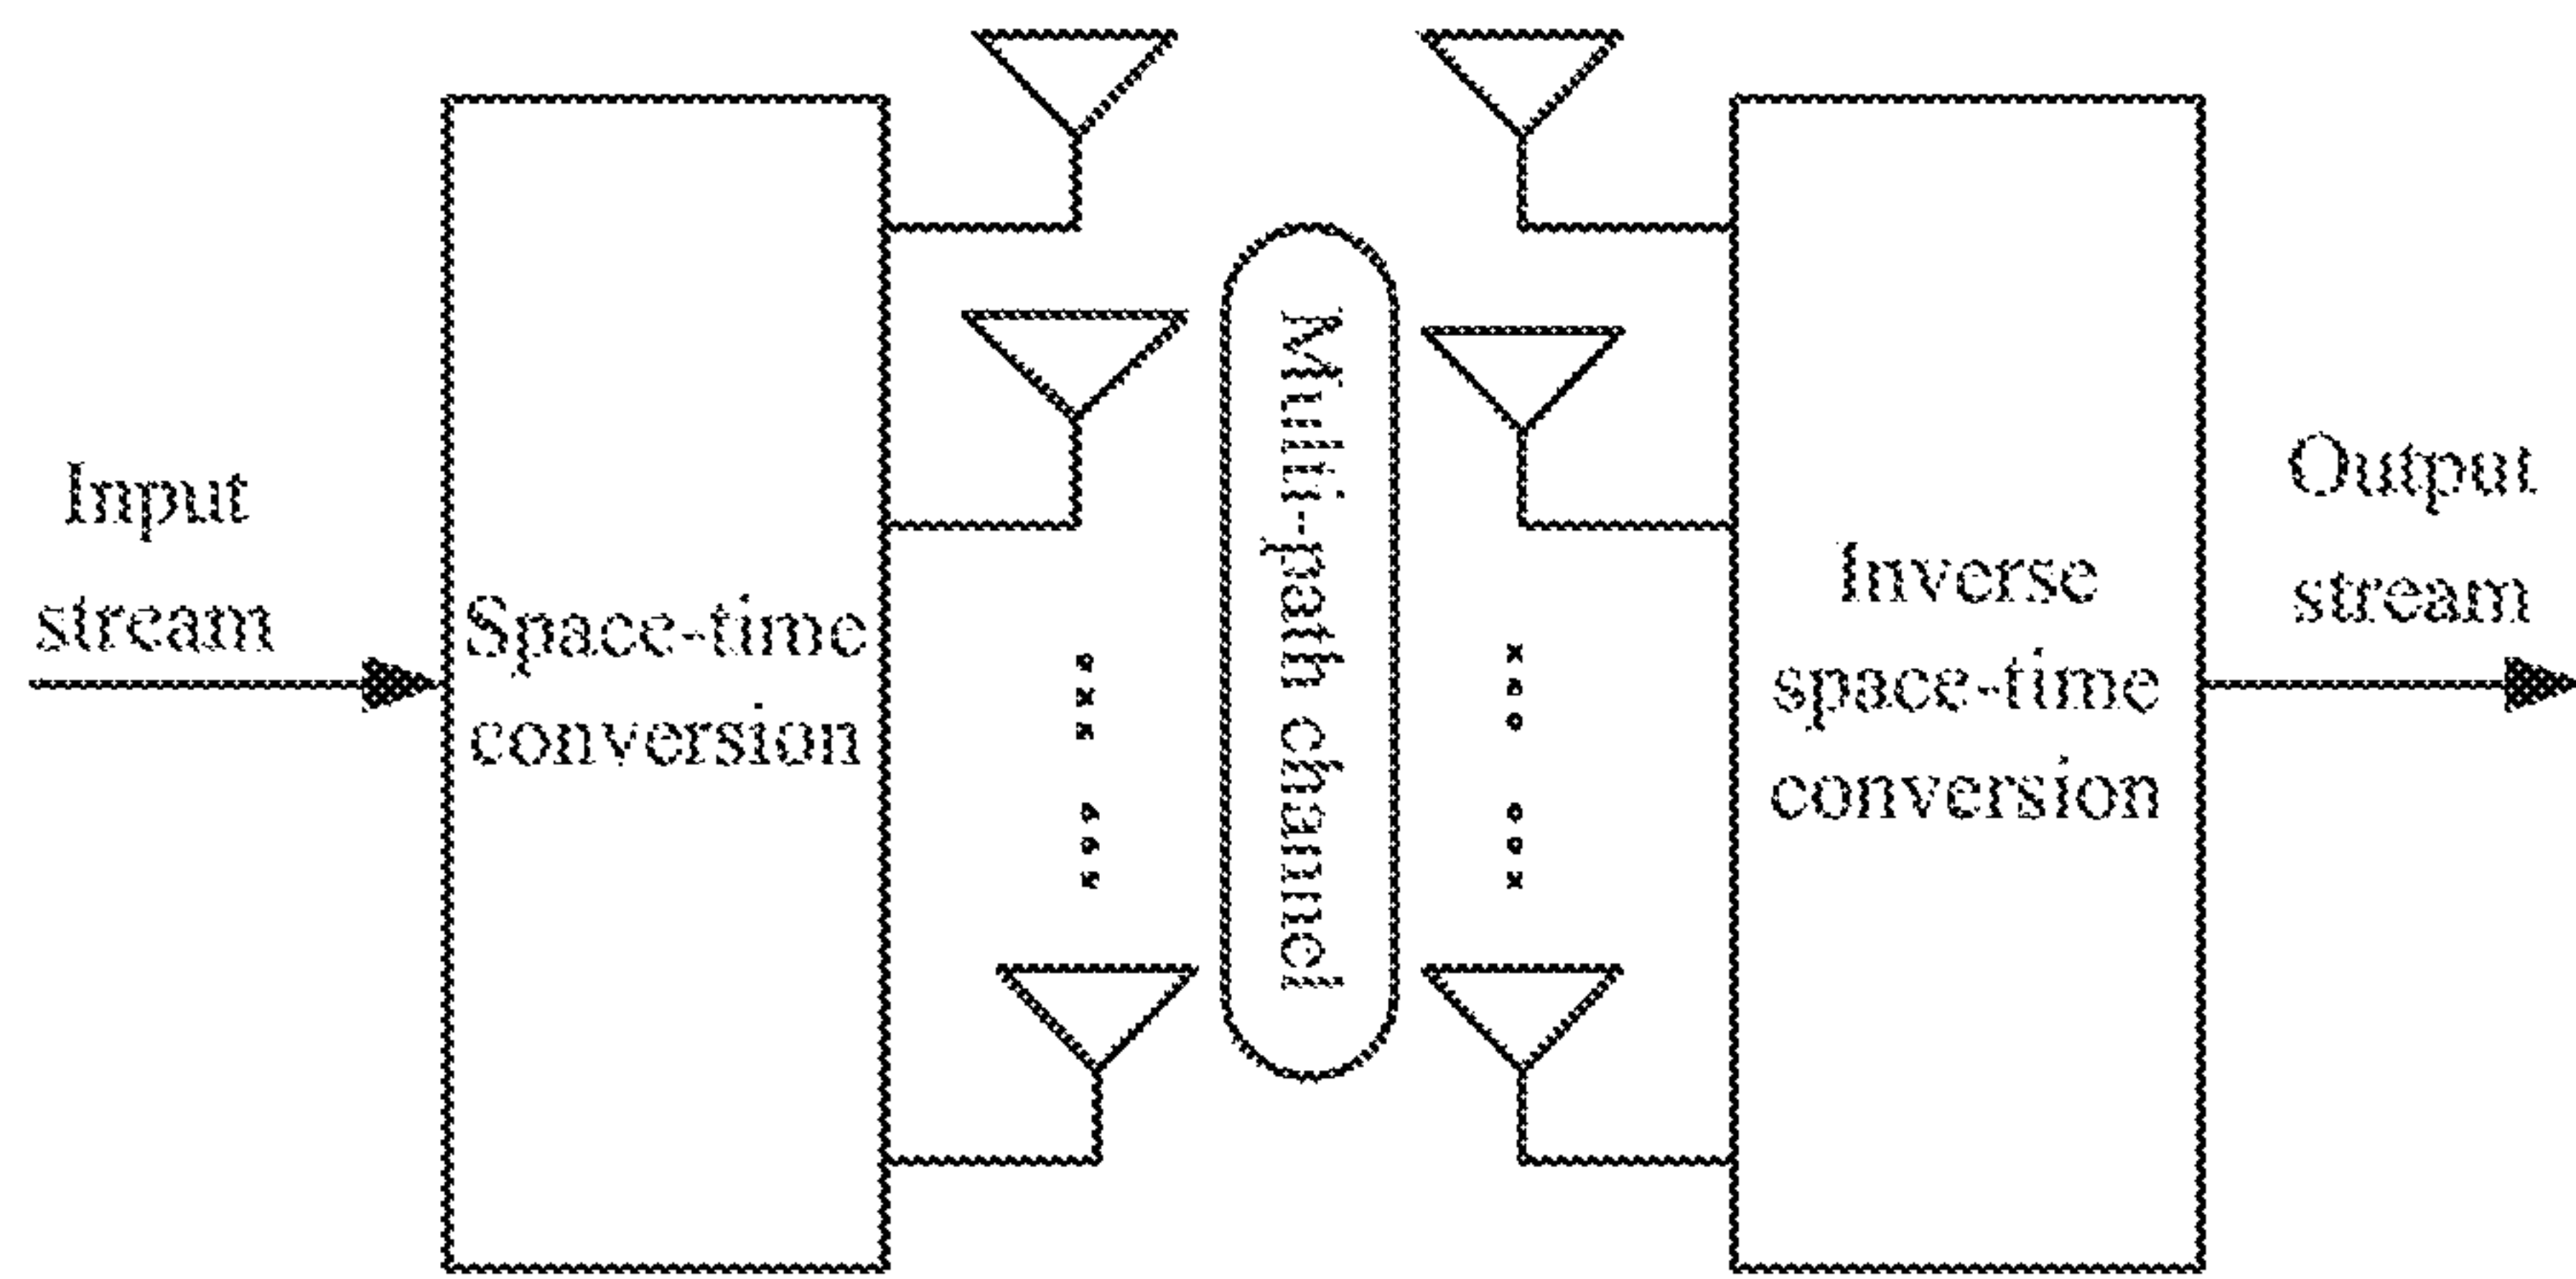 Input
stream
Space-time
conversion
Multi-path channel
Inverse
space-time
conversion
Output
stream